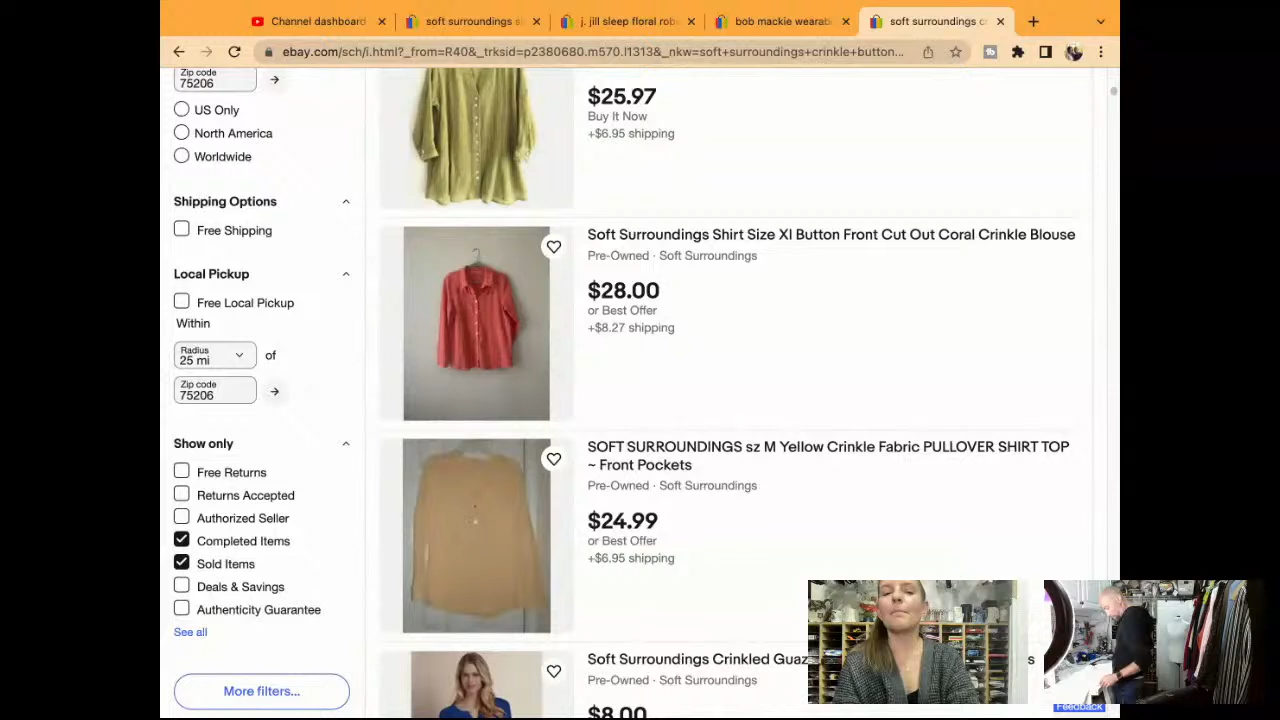 Channel dashboard
soft surroundings si
j. jill sleep floral rob
bob mackie wearab
soft surroundings cr
ebay.com/sch/i.html?_from=R40&_trksid=p2380680.m570.l1313&_nkw=soft+surroundings+crinkle+button...
Zip code
75206
US Only
North America
Worldwide
Shipping Options
Free Shipping
Local Pickup
Free Local Pickup
Within
Radius
25 mi
of
Zip code
75206
Show only
Free Returns
Returns Accepted
Authorized Seller
Completed Items
Sold Items
Deals & Savings
Authenticity Guarantee
See all
More filters...
$25.97
Buy It Now
+$6.95 shipping
Soft Surroundings Shirt Size Xl Button Front Cut Out Coral Crinkle Blouse
Pre-Owned · Soft Surroundings
$28.00
or Best Offer
+$8.27 shipping
SOFT SURROUNDINGS sz M Yellow Crinkle Fabric PULLOVER SHIRT TOP
~ Front Pockets
Pre-Owned · Soft Surroundings
$24.99
or Best Offer
+$6.95 shipping
Soft Surroundings Crinkled Guaz
Pre-Owned · Soft Surroundings
$8.00
Feedback